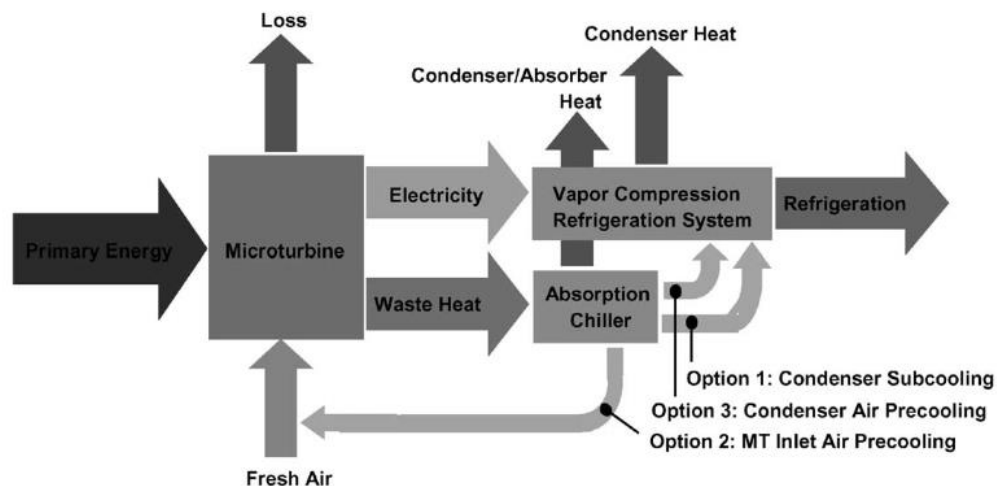 Loss
Condenser Heat
Condenser/Absorber
Heat
Primary Energy
Microturbine
Electricity
Vapor Compression
Refrigeration System
Refrigeration
Waste Heat
Absorption
Chiller
Option 1: Condenser Subcooling
Option 3: Condenser Air Precooling
Option 2: MT Inlet Air Precooling
Fresh Air